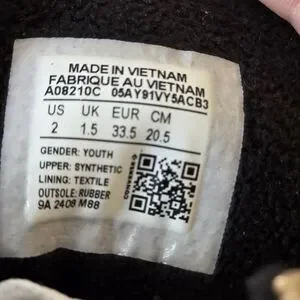 MADE IN VIETNAM
FABRIQUE AU VIETNAM
A08210C 05AY91VY5ACB3
US UK EUR CM
2 1.5 33.5 20.5
GENDER: YOUTH
UPPER: SYNTHETIC
LINING: TEXTILE
OUTSOLE: RUBBER
9A 2408 M88
CONVERSE